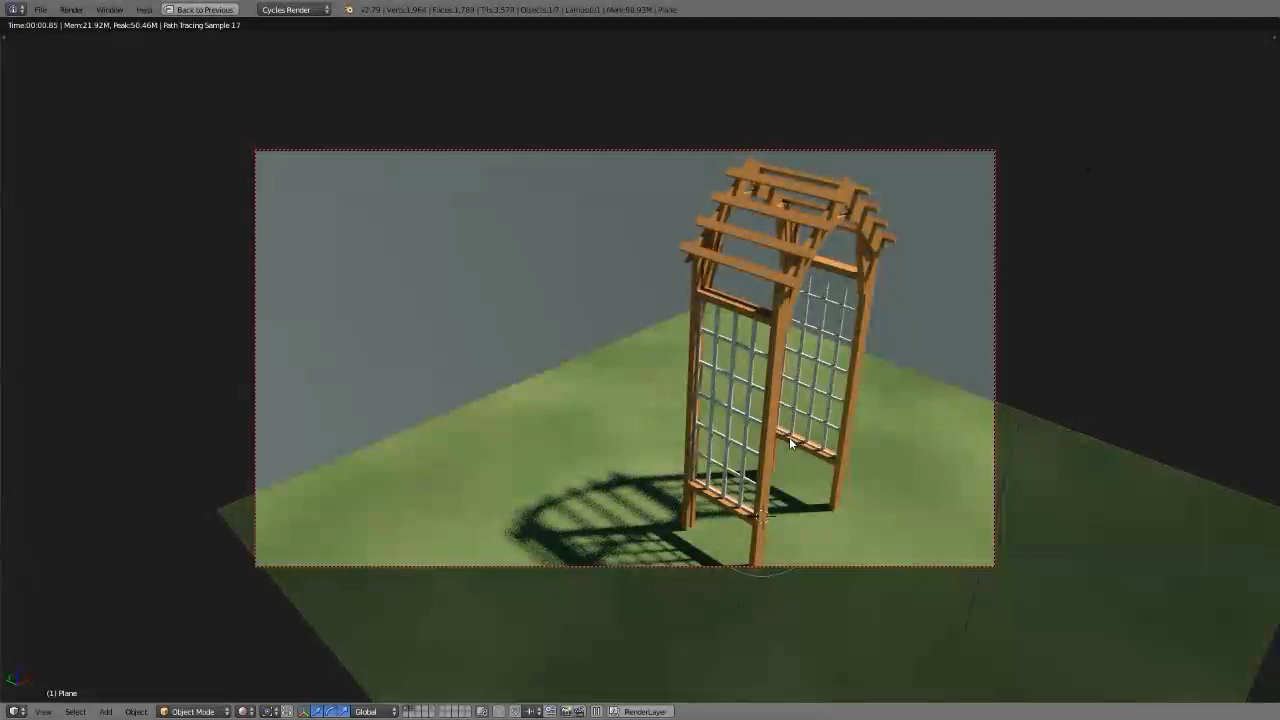 File Render Window Help Back to Previous Cycles Render v2.79 | Verts:1,964 | Faces:1,789 | Tris:3,578 | Objects:1/7 | Lamps:0/1 | Mem:98.93M | Plane
Time:00:00.85 | Mem:21.92M, Peak:50.46M | Path Tracing Sample 17
(1) Plane
View Select Add Object Object Mode Global RenderLayer